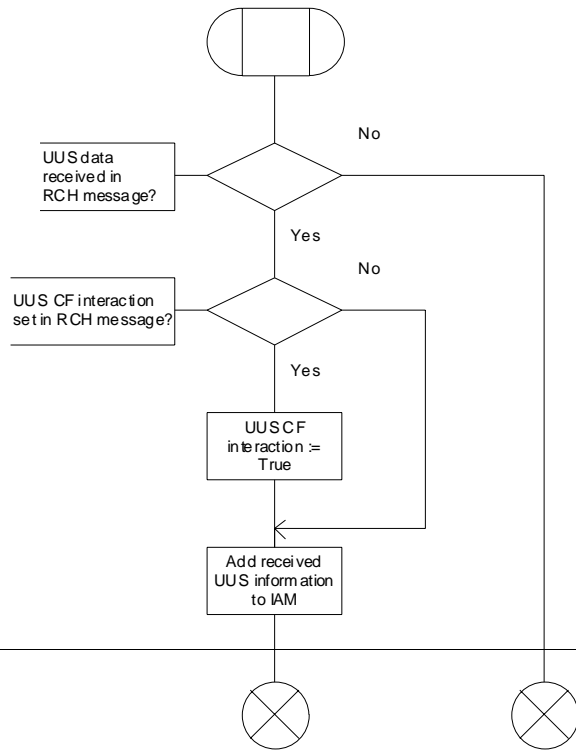 No
UUS data
received in
RCH message?
Yes
No
UUS CF interaction
set in RCH message?
Yes
UUS CF
interaction :=
True
Add received
UUS information
to IAM